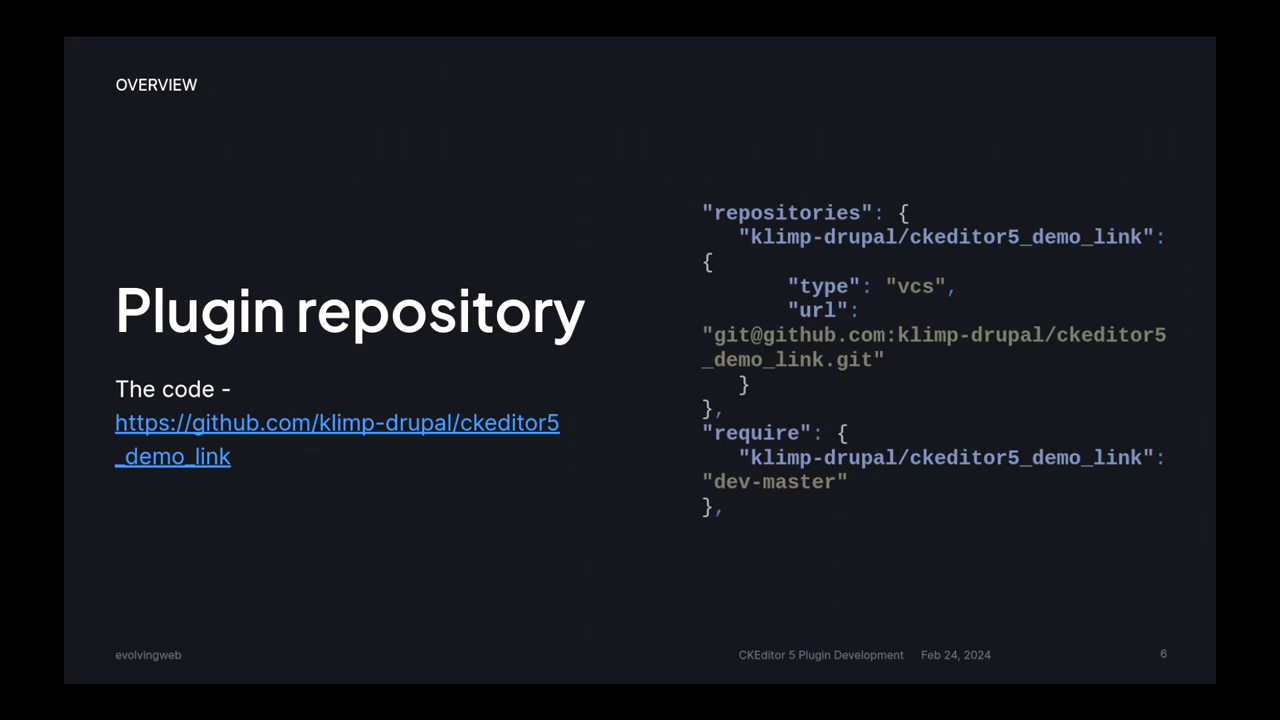 OVERVIEW
Plugin repository
The code -
https://github.com/klimp-drupal/ckeditor5
_demo_link
"repositories": {
   "klimp-drupal/ckeditor5_demo_link":
{
       "type": "vcs",
       "url":
"git@github.com:klimp-drupal/ckeditor5
_demo_link.git"
   }
},
"require": {
   "klimp-drupal/ckeditor5_demo_link":
"dev-master"
},
evolvingweb
CKEditor 5 Plugin Development Feb 24, 2024
6